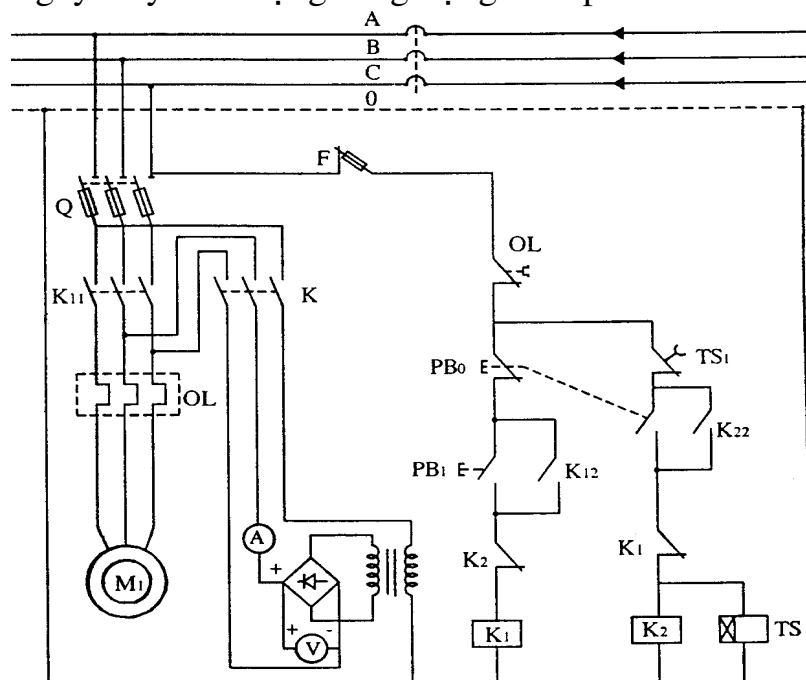 A
B
C
0
F
Q
OL
K11
K
TS1
PB0
OL
K22
PB1
K12
A
K2
K1
M1
+
+
-
V
K1
K2
TS